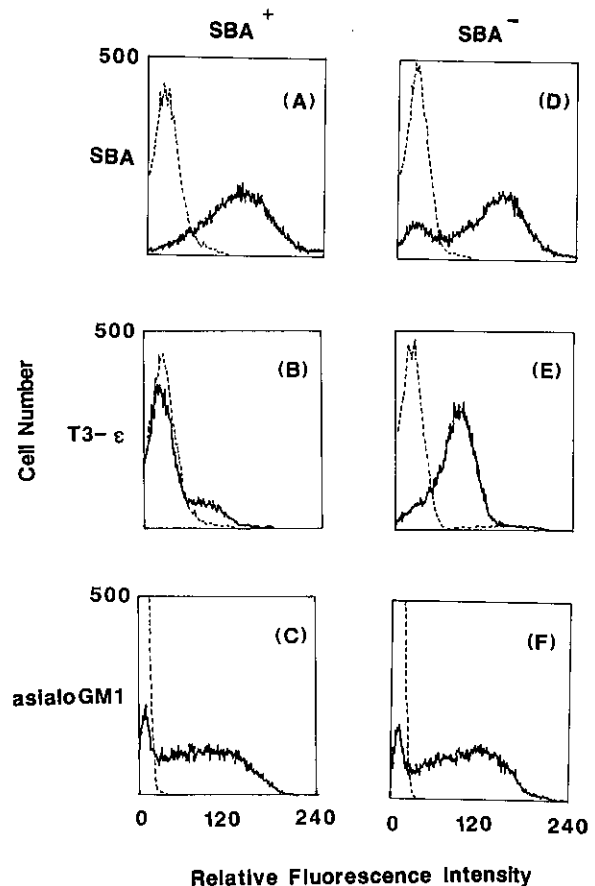 SBA +
SBA −
500
(A)
(D)
SBA
500
(B)
(E)
T3- ε
Cell Number
500
(C)
(F)
asialoGM1
0 120 240
0 120 240
Relative Fluorescence Intensity